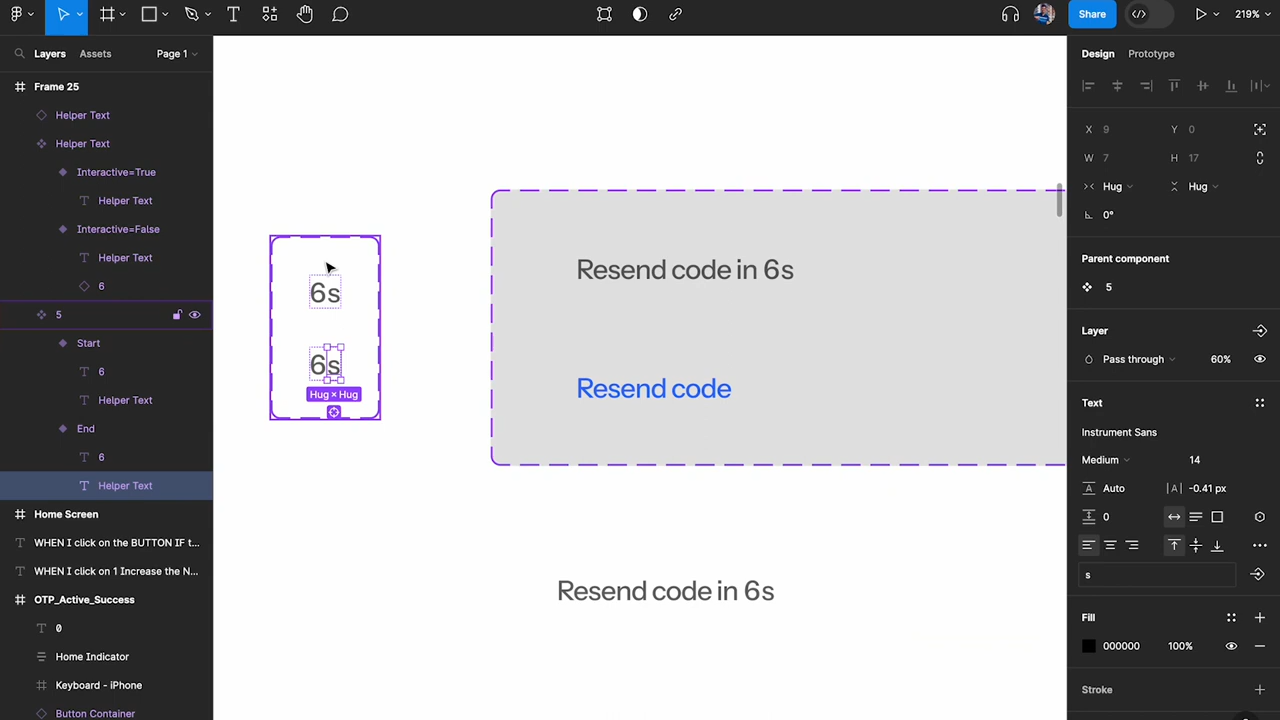 Share
219%
Layers
Assets
Page 1
Design
Prototype
Frame 25
Helper Text
Helper Text
Interactive=True
Helper Text
Interactive=False
Helper Text
6
5
Start
6
Helper Text
End
6
Helper Text
Home Screen
WHEN I click on the BUTTON IF t...
WHEN I click on 1 Increase the N...
OTP_Active_Success
0
Home Indicator
Keyboard - iPhone
Button Container
6s
6s
Hug × Hug
Resend code in 6s
Resend code
Resend code in 6s
X 9
Y 0
W 7
H 17
Hug
Hug
0°
Parent component
5
Layer
Pass through
60%
Text
Instrument Sans
Medium
14
Auto
|A| -0.41 px
0
s
Fill
000000
100%
Stroke